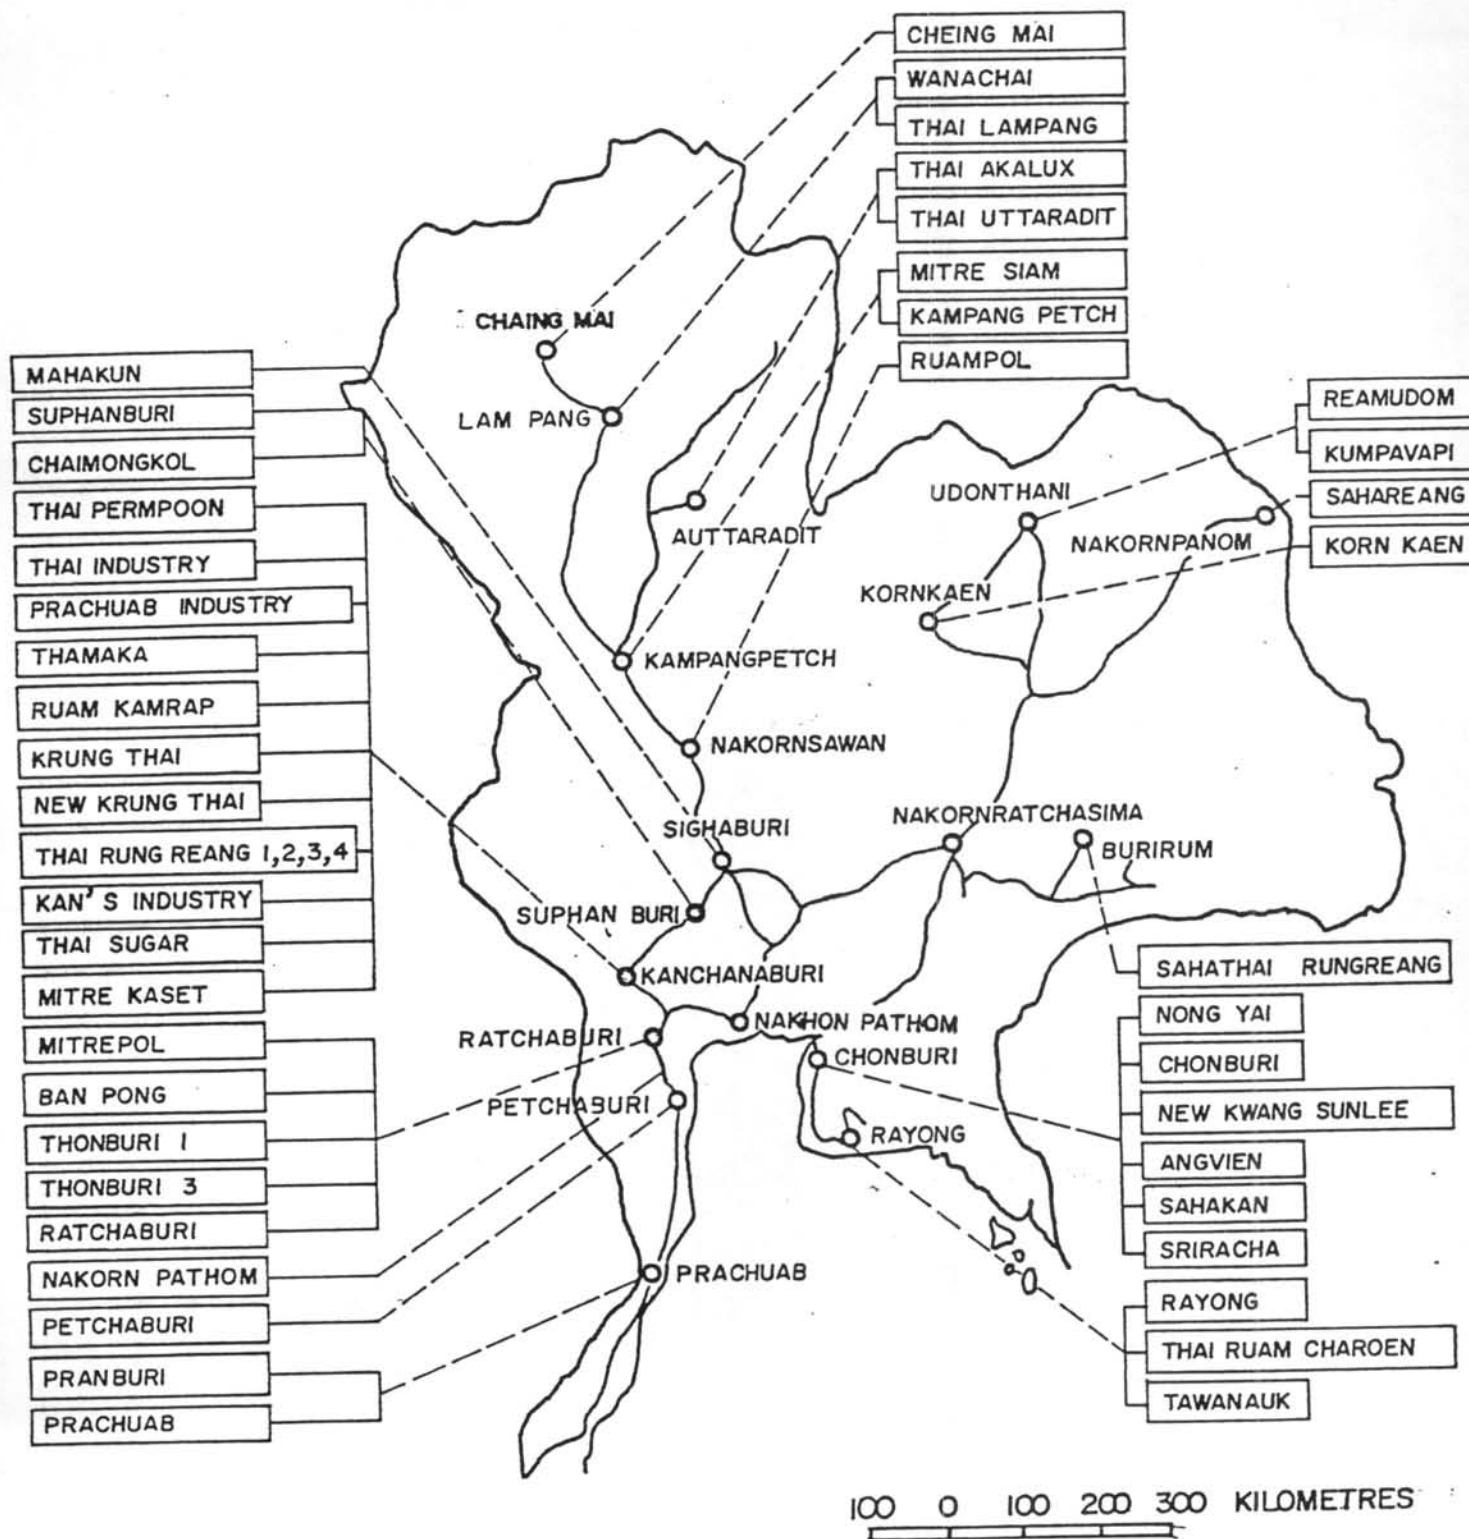 CHEING MAI
WANACHAI
THAI LAMPANG
THAI AKALUX
THAI UTTARADIT
MITRE SIAM
KAMPANG PETCH
RUAMPOL
REAMUDOM
KUMPAVAPI
SAHAREANG
KORN KAEN
MAHAKUN
SUPHANBURI
CHAIMONGKOL
THAI PERMPOON
THAI INDUSTRY
PRACHUAB INDUSTRY
THAMAKA
RUAM KAMRAP
KRUNG THAI
NEW KRUNG THAI
THAI RUNG REANG 1,2,3,4
KAN'S INDUSTRY
THAI SUGAR
MITRE KASET
MITREPOL
BAN PONG
THONBURI 1
THONBURI 3
RATCHABURI
NAKORN PATHOM
PETCHABURI
PRANBURI
PRACHUAB
CHAING MAI
LAM PANG
AUTTARADIT
UDONTHANI
NAKORNPANOM
KORNKAEN
KAMPANGPETCH
NAKORNSAWAN
SIGHABURI
NAKORNRATCHASIMA
BURIRUM
SUPHAN BURI
KANCHANABURI
RATCHABURI
NAKHON PATHOM
CHONBURI
PETCHABURI
RAYONG
PRACHUAB
SAHATHAI RUNGREANG
NONG YAI
CHONBURI
NEW KWANG SUNLEE
ANGVIEN
SAHAKAN
SRIRACHA
RAYONG
THAI RUAM CHAROEN
TAWANAUK
100 0 100 200 300 KILOMETRES